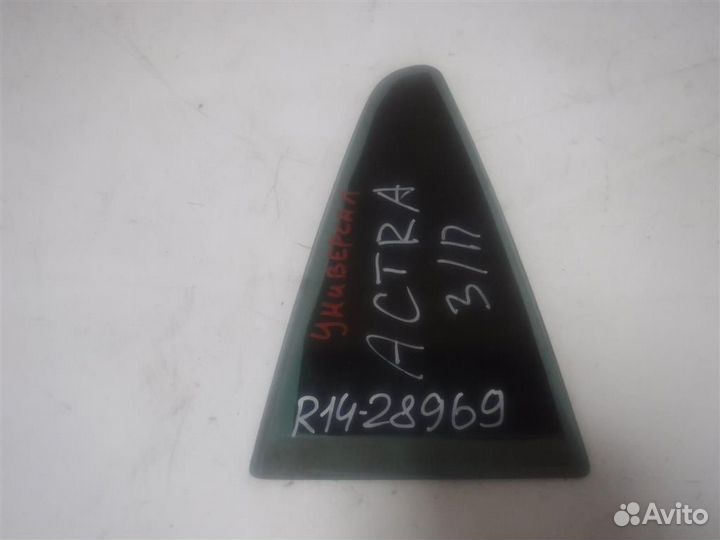 УНИВЕРСАЛ
ACTRA
З/П
R14-28969
Avito